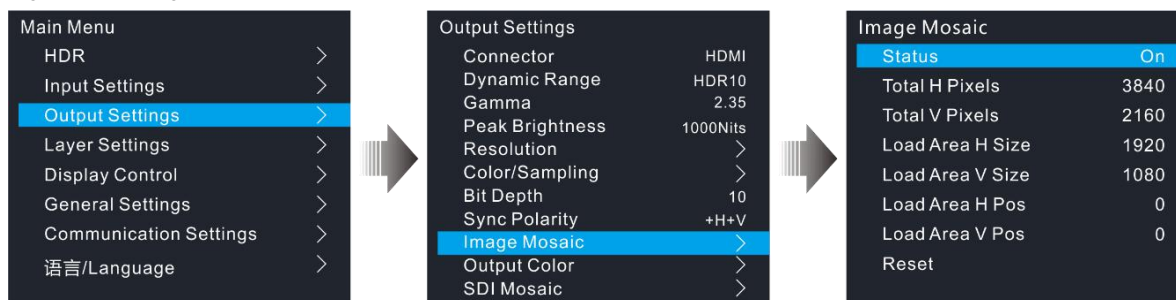 Main Menu
HDR
Input Settings
Output Settings
Layer Settings
Display Control
General Settings
Communication Settings
语言/Language
Output Settings
Connector HDMI
Dynamic Range HDR10
Gamma 2.35
Peak Brightness 1000Nits
Resolution
Color/Sampling
Bit Depth 10
Sync Polarity +H+V
Image Mosaic
Output Color
SDI Mosaic
Image Mosaic
Status On
Total H Pixels 3840
Total V Pixels 2160
Load Area H Size 1920
Load Area V Size 1080
Load Area H Pos 0
Load Area V Pos 0
Reset